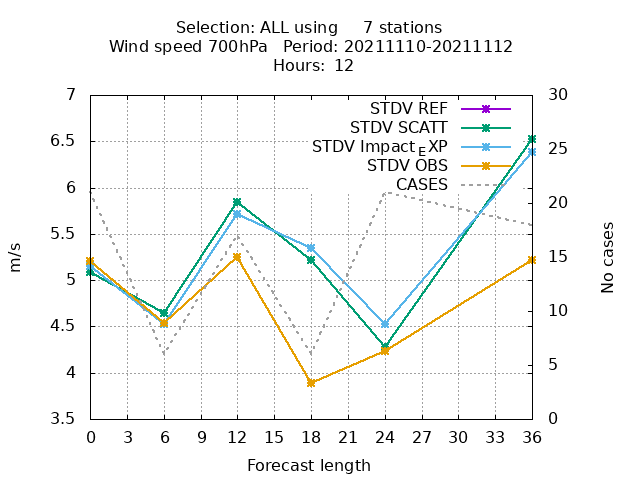 Selection: ALL using     7 stations
Wind speed 700hPa   Period: 20211110-20211112
Hours: 12
7
6.5
6
5.5
5
4.5
4
3.5
m/s
30
25
20
15
10
5
0
No cases
STDV REF
STDV SCATT
STDV Impact_EXP
STDV OBS
CASES
0 3 6 9 12 15 18 21 24 27 30 33 36
Forecast length